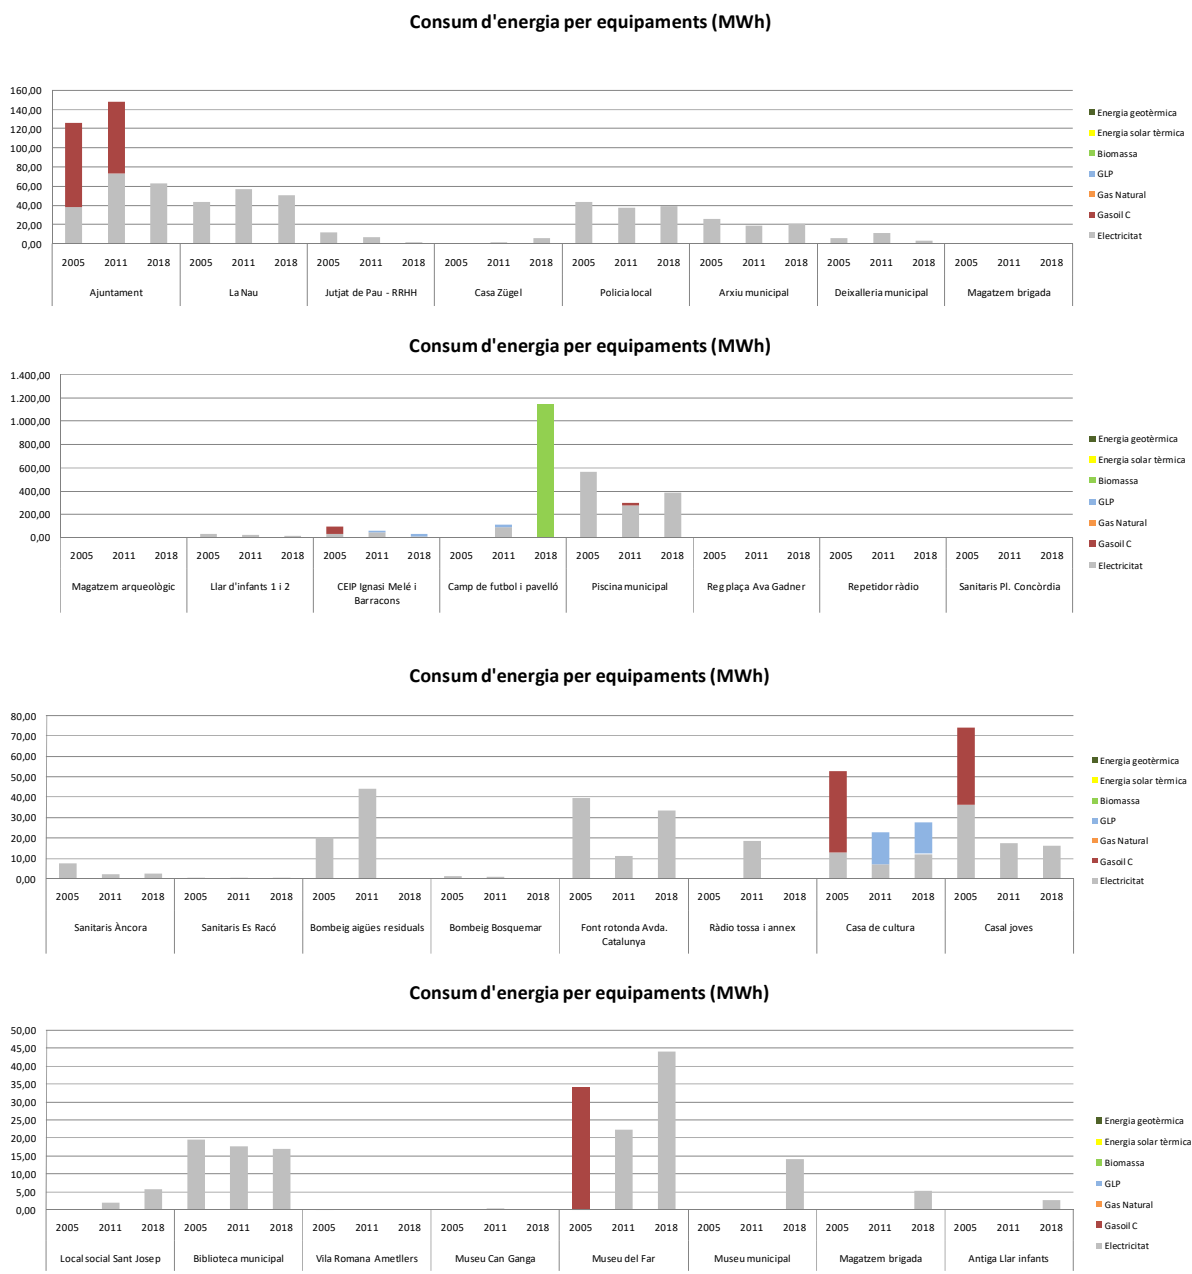 Consum d'energia per equipaments (MWh)
160,00
140,00
120,00
100,00
80,00
60,00
40,00
20,00
0,00
2005 2011 2018 2005 2011 2018 2005 2011 2018 2005 2011 2018 2005 2011 2018 2005 2011 2018 2005 2011 2018 2005 2011 2018
Ajuntament La Nau Jutjat de Pau - RRHH Casa Zügel Policia local Arxiu municipal Deixalleria municipal Magatzem brigada
Energia geotèrmica
Energia solar tèrmica
Biomassa
GLP
Gas Natural
Gasoil C
Electricitat
Consum d'energia per equipaments (MWh)
1.400,00
1.200,00
1.000,00
800,00
600,00
400,00
200,00
0,00
2005 2011 2018 2005 2011 2018 2005 2011 2018 2005 2011 2018 2005 2011 2018 2005 2011 2018 2005 2011 2018 2005 2011 2018
Magatzem arqueològic Llar d'infants 1 i 2 CEIP Ignasi Melé i Camp de futbol i pavelló Piscina municipal Reg plaça Ava Gadner Repetidor ràdio Sanitaris Pl. Concòrdia
Barracons
Energia geotèrmica
Energia solar tèrmica
Biomassa
GLP
Gas Natural
Gasoil C
Electricitat
Consum d'energia per equipaments (MWh)
80,00
70,00
60,00
50,00
40,00
30,00
20,00
10,00
0,00
2005 2011 2018 2005 2011 2018 2005 2011 2018 2005 2011 2018 2005 2011 2018 2005 2011 2018 2005 2011 2018 2005 2011 2018
Sanitaris Àncora Sanitaris Es Racó Bombeig aigües residuals Bombeig Bosquemar Font rotonda Avda. Ràdio tossa i annex Casa de cultura Casal joves
Catalunya
Energia geotèrmica
Energia solar tèrmica
Biomassa
GLP
Gas Natural
Gasoil C
Electricitat
Consum d'energia per equipaments (MWh)
50,00
45,00
40,00
35,00
30,00
25,00
20,00
15,00
10,00
5,00
0,00
2005 2011 2018 2005 2011 2018 2005 2011 2018 2005 2011 2018 2005 2011 2018 2005 2011 2018 2005 2011 2018 2005 2011 2018
Local social Sant Josep Biblioteca municipal Vila Romana Ametllers Museu Can Ganga Museu del Far Museu municipal Magatzem brigada Antiga Llar infants
Energia geotèrmica
Energia solar tèrmica
Biomassa
GLP
Gas Natural
Gasoil C
Electricitat